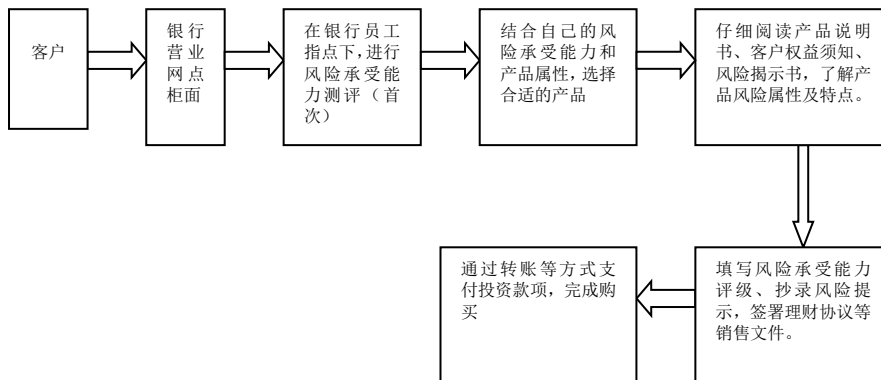 客户
银行
营业
网点
柜面
在银行员工
指点下，进行
风险承受能
力测评（首
次）
结合自己的风
险承受能力和
产品属性，选择
合适的产品
仔细阅读产品说明
书、客户权益须知、
风险揭示书，了解产
品风险属性及特点。
填写风险承受能力
评级、抄录风险提
示，签署理财协议等
销售文件。
通过转账等方式支
付投资款项，完成购
买